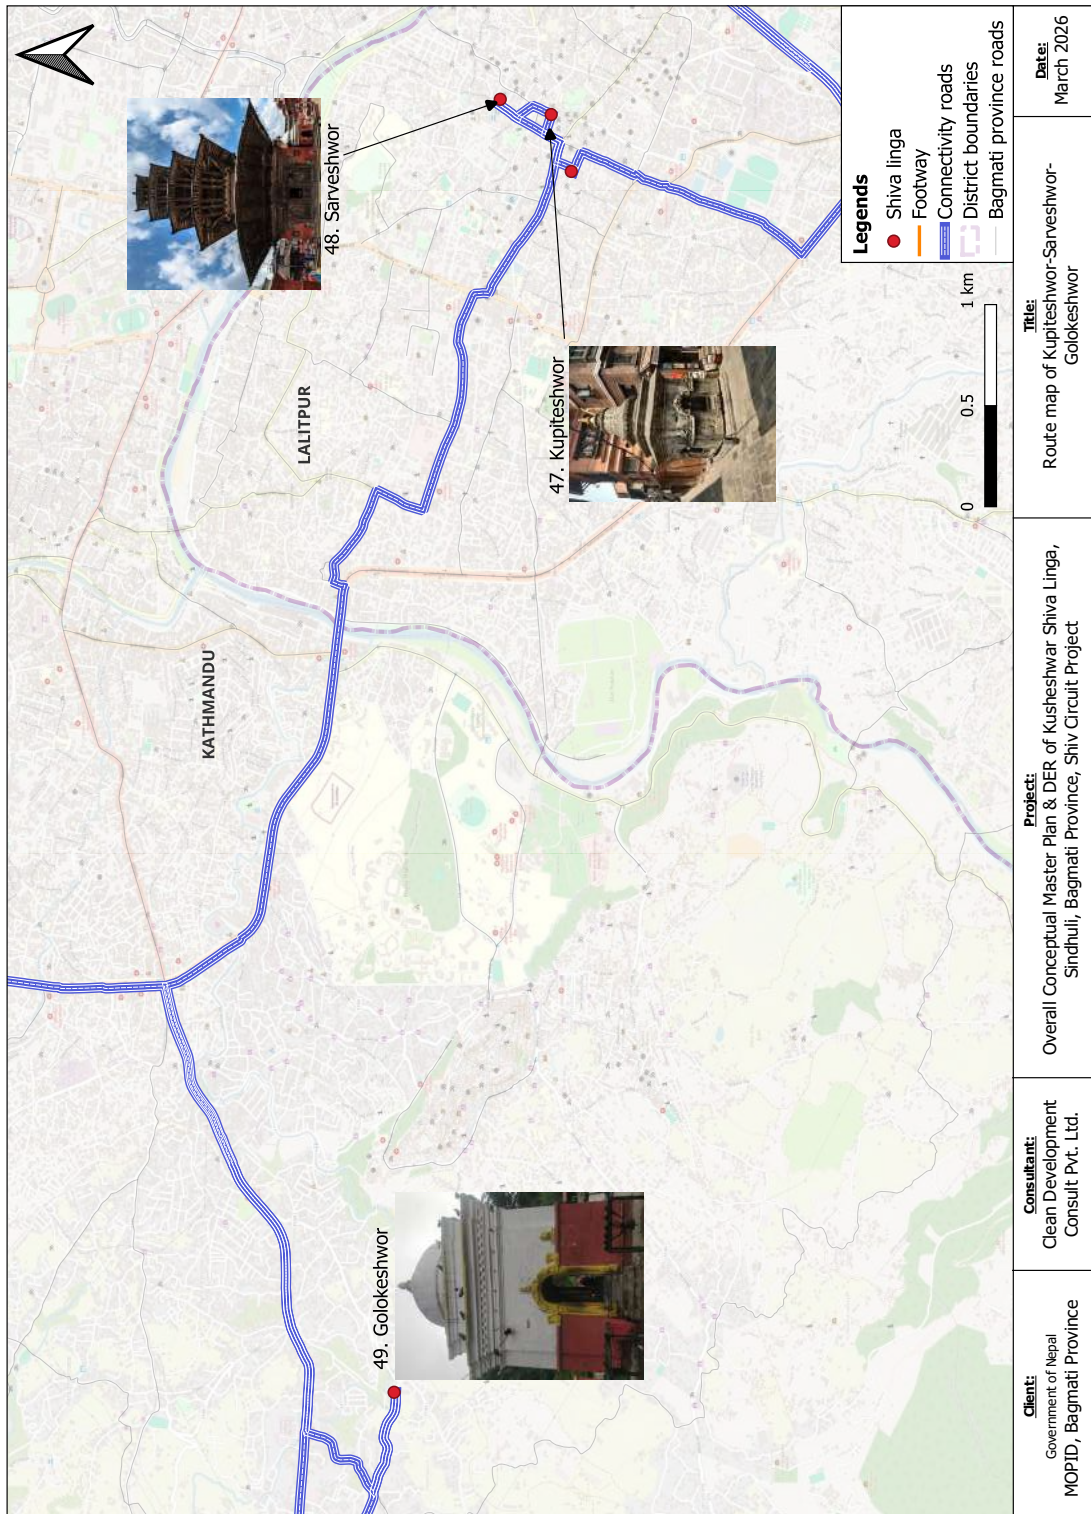 48. Sarveshwor
47. Kupiteshwor
49. Golokeshwor
LALITPUR
KATHMANDU
Legends
Shiva linga
Footway
Connectivity roads
District boundaries
Bagmati province roads
0 0.5 1 km
Client:
Government of Nepal
MOPID, Bagmati Province
Consultant:
Clean Development
Consult Pvt. Ltd.
Project:
Overall Conceptual Master Plan & DER of Kusheshwar Shiva Linga,
Sindhuli, Bagmati Province, Shiv Circuit Project
Title:
Route map of Kupiteshwor-Sarveshwor-
Golokeshwor
Date:
March 2026